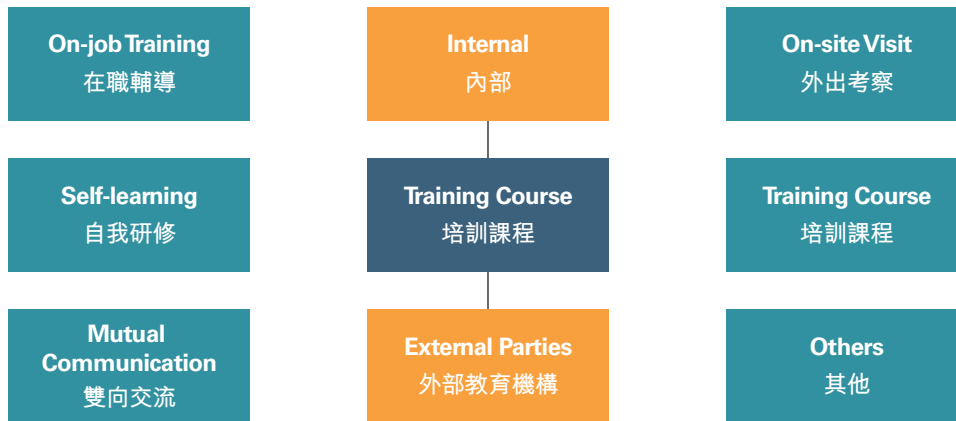 On-job Training
在職輔導
Internal
內部
On-site Visit
外出考察
Self-learning
自我研修
Training Course
培訓課程
Training Course
培訓課程
Mutual
Communication
雙向交流
External Parties
外部教育機構
Others
其他